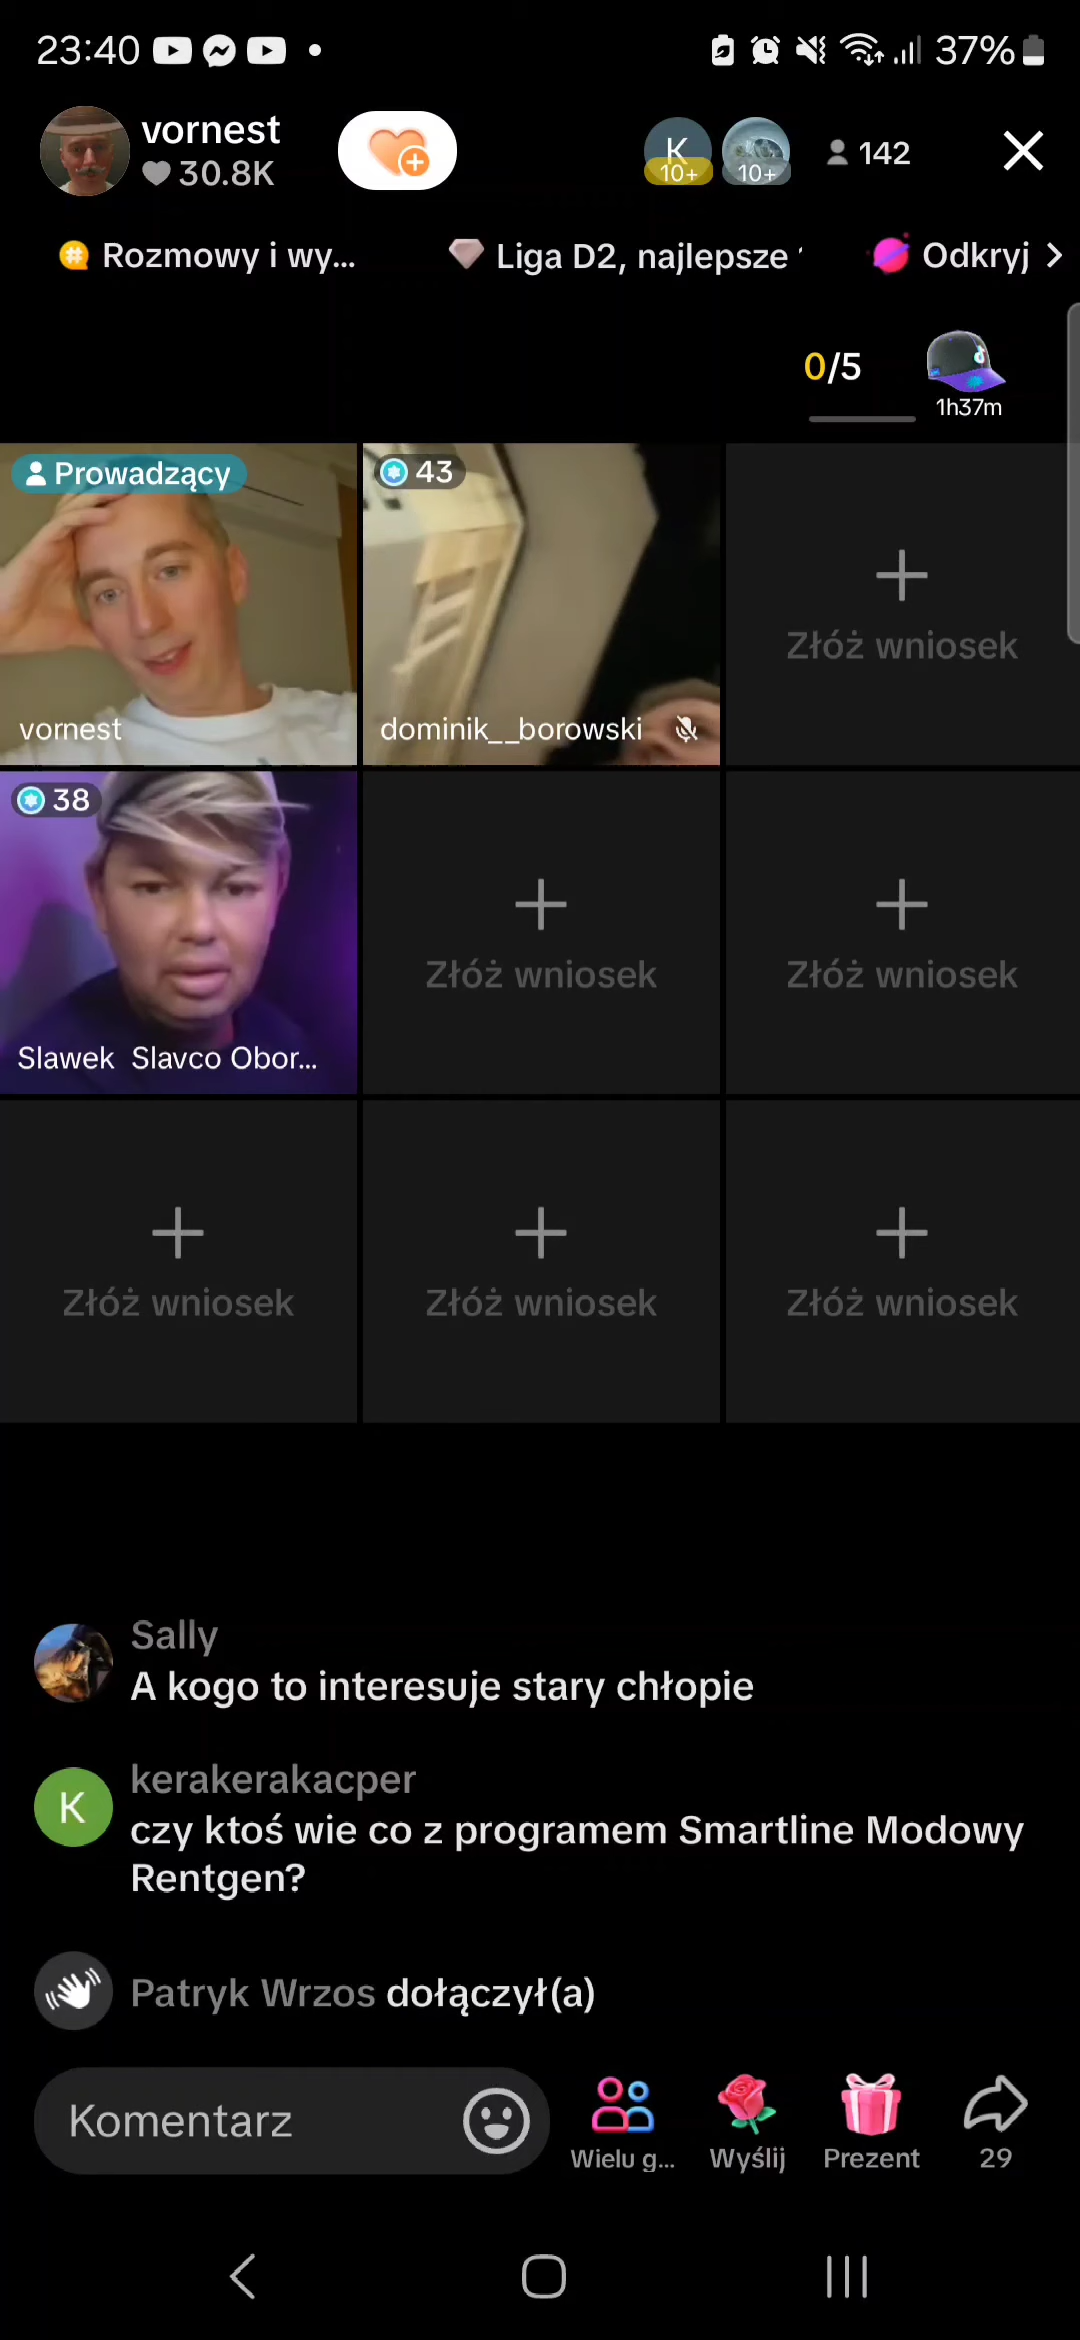 23:40
37%
vornest
30.8K
K
10+
10+
142
Rozmowy i wy...
Liga D2, najlepsze
Odkryj
0/5
1h37m
Prowadzący
43
Złóż wniosek
vornest
dominik__borowski
38
Złóż wniosek
Złóż wniosek
Slawek Slavco Obor...
Złóż wniosek
Złóż wniosek
Złóż wniosek
Sally
A kogo to interesuje stary chłopie
K
kerakerakacper
czy ktoś wie co z programem Smartline Modowy
Rentgen?
Patryk Wrzos dołączył(a)
Komentarz
Wielu g...
Wyślij
Prezent
29